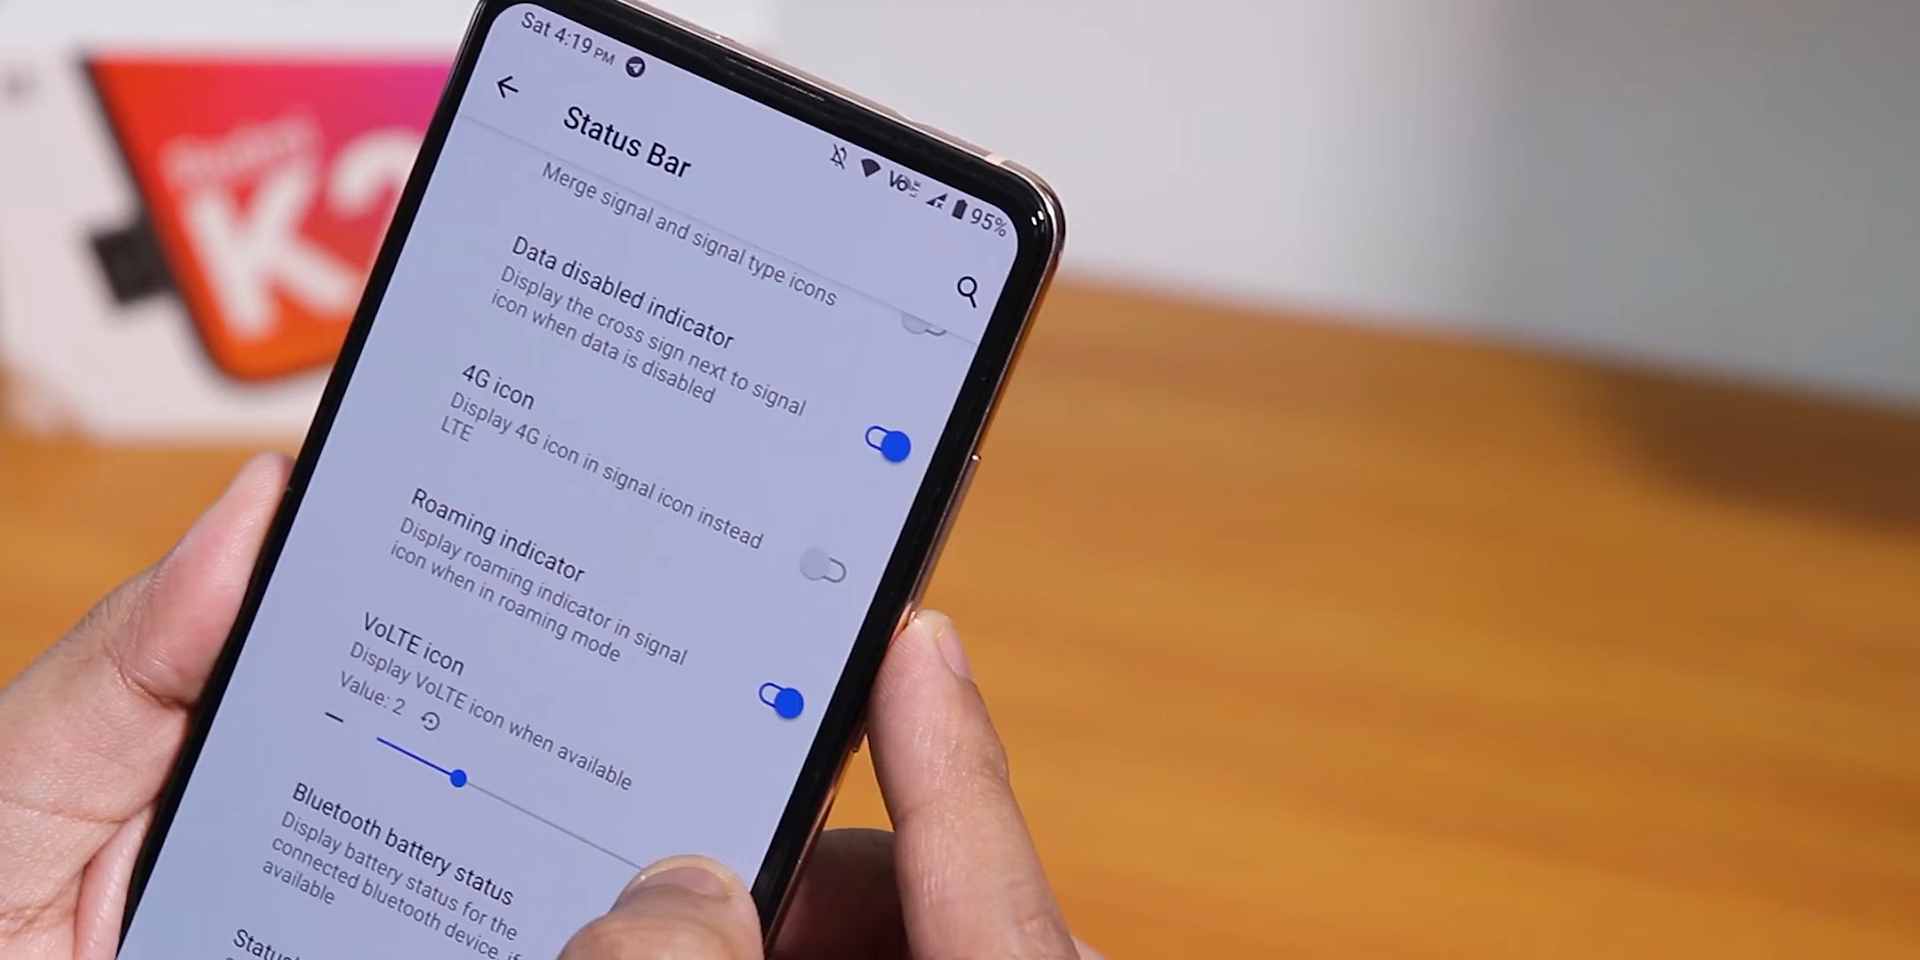 Sat 4:19 PM
95%
Status Bar
Merge signal and signal type icons
Data disabled indicator
Display the cross sign next to signal
icon when data is disabled
4G icon
Display 4G icon in signal icon instead
LTE
Roaming indicator
Display roaming indicator in signal
icon when in roaming mode
VoLTE icon
Display VoLTE icon when available
Value: 2
Bluetooth battery status
Display battery status for the
connected bluetooth device, if
available
Redmi
K